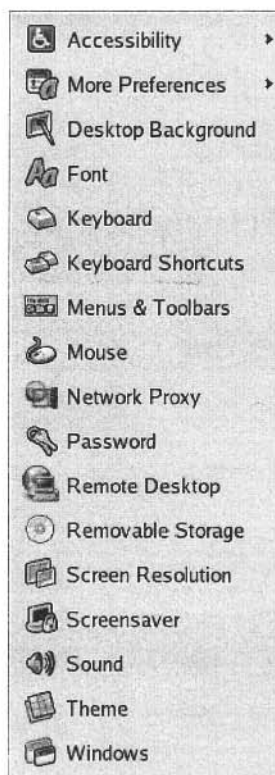 Accessibility
More Preferences
Desktop Background
Font
Keyboard
Keyboard Shortcuts
Menus & Toolbars
Mouse
Network Proxy
Password
Remote Desktop
Removable Storage
Screen Resolution
Screensaver
Sound
Theme
Windows